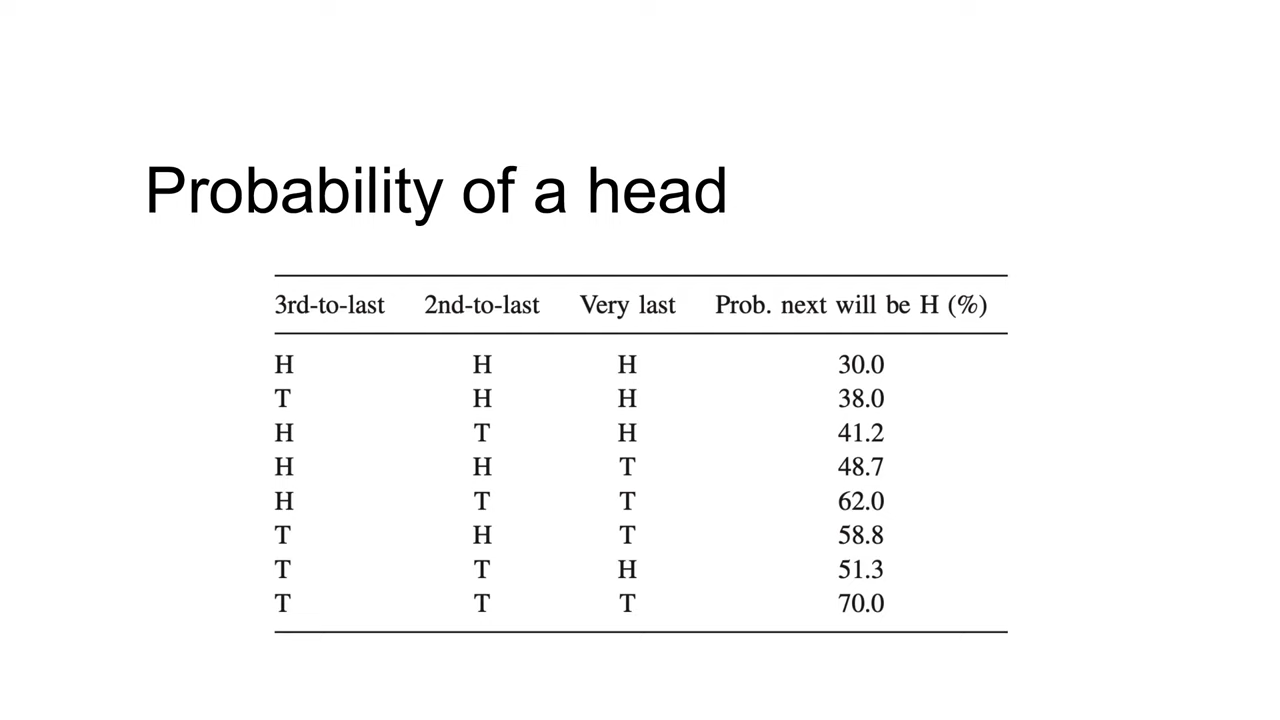 Probability of a head
3rd-to-last 2nd-to-last Very last Prob. next will be H (%)
H H H 30.0
T H H 38.0
H T H 41.2
H H T 48.7
H T T 62.0
T H T 58.8
T T H 51.3
T T T 70.0